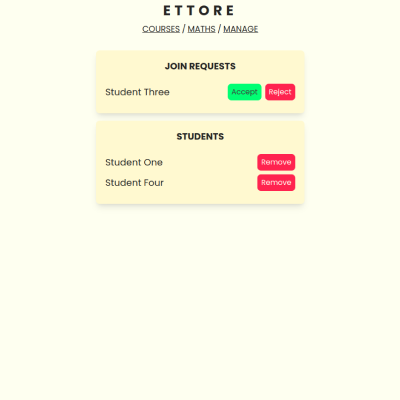 ETTORE
COURSES / MATHS / MANAGE
JOIN REQUESTS
Student Three Accept Reject
STUDENTS
Student One Remove
Student Four Remove